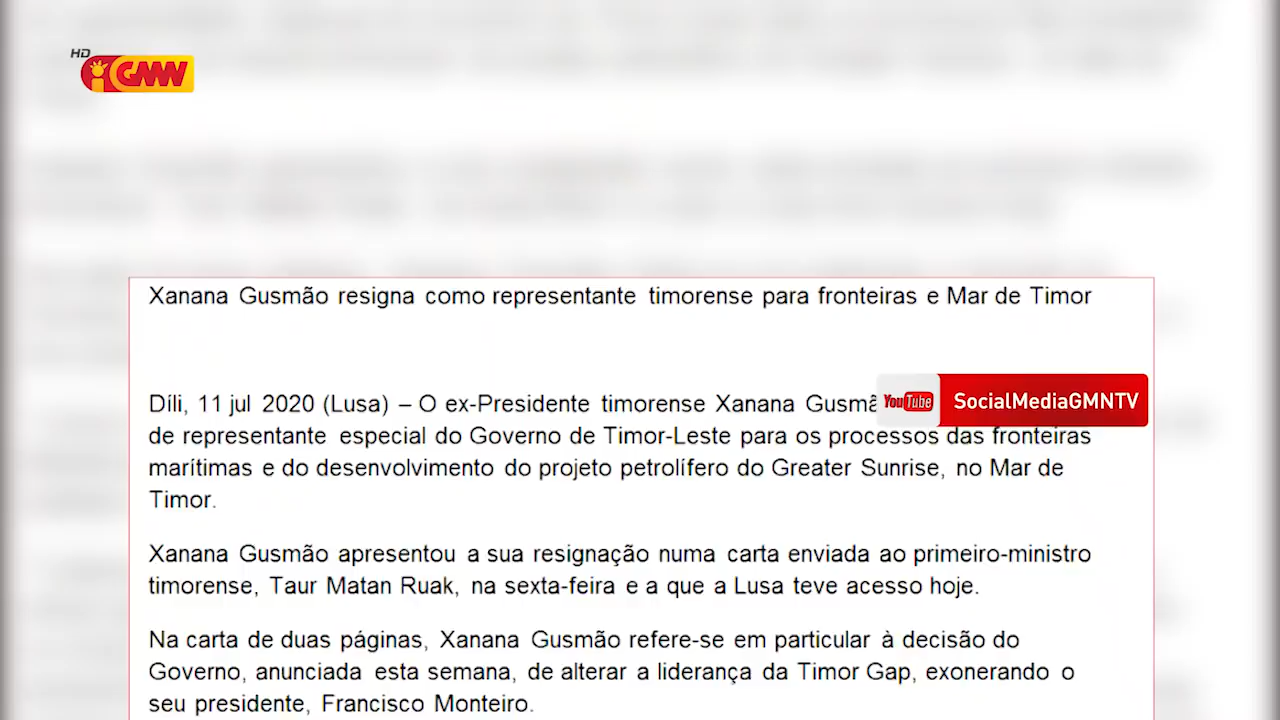 HD
GMN
Xanana Gusmão resigna como representante timorense para fronteiras e Mar de Timor
Díli, 11 jul 2020 (Lusa) – O ex-Presidente timorense Xanana
YouTube SocialMediaGMNTV
de representante especial do Governo de Timor-Leste para os processos das fronteiras
marítimas e do desenvolvimento do projeto petrolífero do Greater Sunrise, no Mar de
Timor.
Xanana Gusmão apresentou a sua resignação numa carta enviada ao primeiro-ministro
timorense, Taur Matan Ruak, na sexta-feira e a que a Lusa teve acesso hoje.
Na carta de duas páginas, Xanana Gusmão refere-se em particular à decisão do
Governo, anunciada esta semana, de alterar a liderança da Timor Gap, exonerando o
seu presidente, Francisco Monteiro.